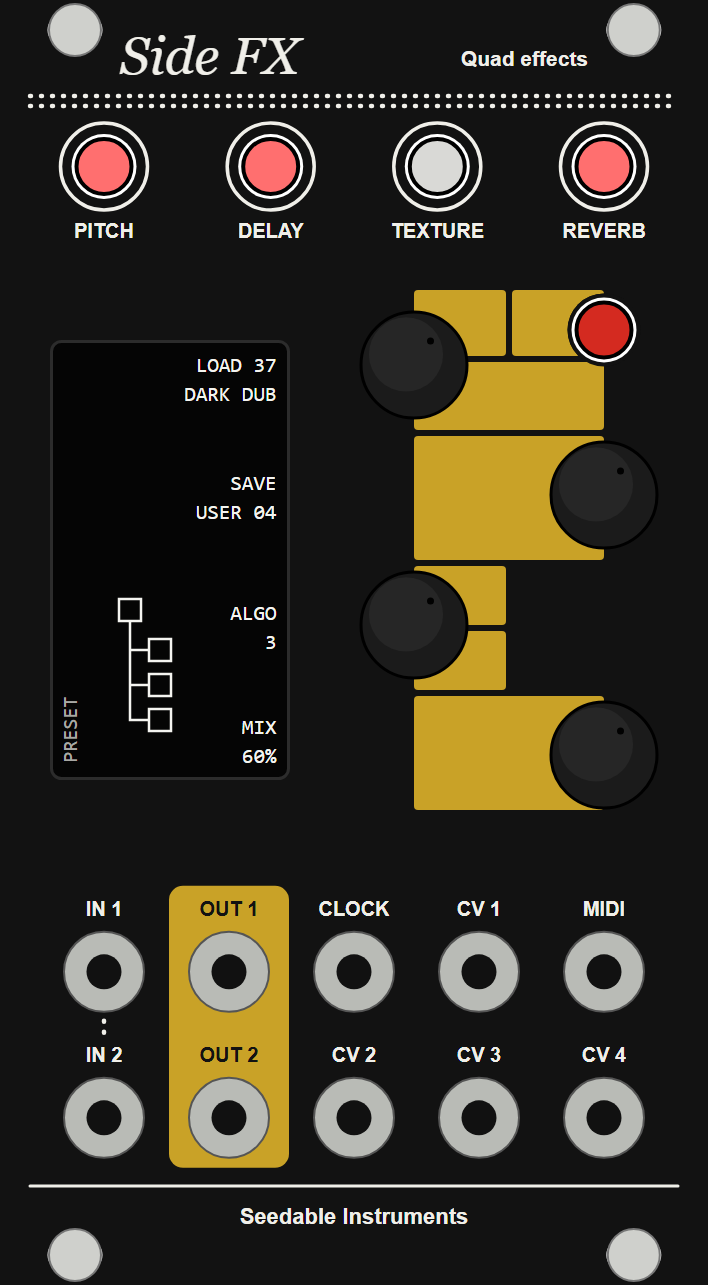 Side FX
Quad effects
PITCH
DELAY
TEXTURE
REVERB
LOAD 37
DARK DUB
SAVE
USER 04
ALGO
3
MIX
60%
PRESET
IN 1
OUT 1
CLOCK
CV 1
MIDI
IN 2
OUT 2
CV 2
CV 3
CV 4
Seedable Instruments